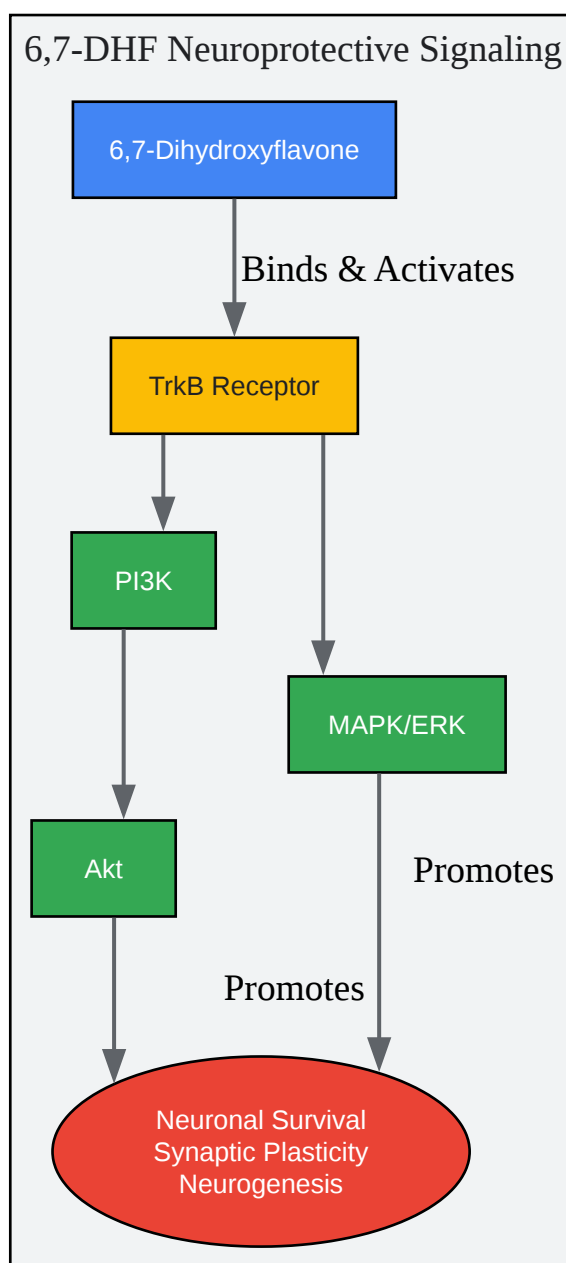 6,7-DHF Neuroprotective Signaling
6,7-Dihydroxyflavone
Binds & Activates
TrkB Receptor
PI3K
MAPK/ERK
Akt
Promotes
Promotes
Neuronal Survival
Synaptic Plasticity
Neurogenesis